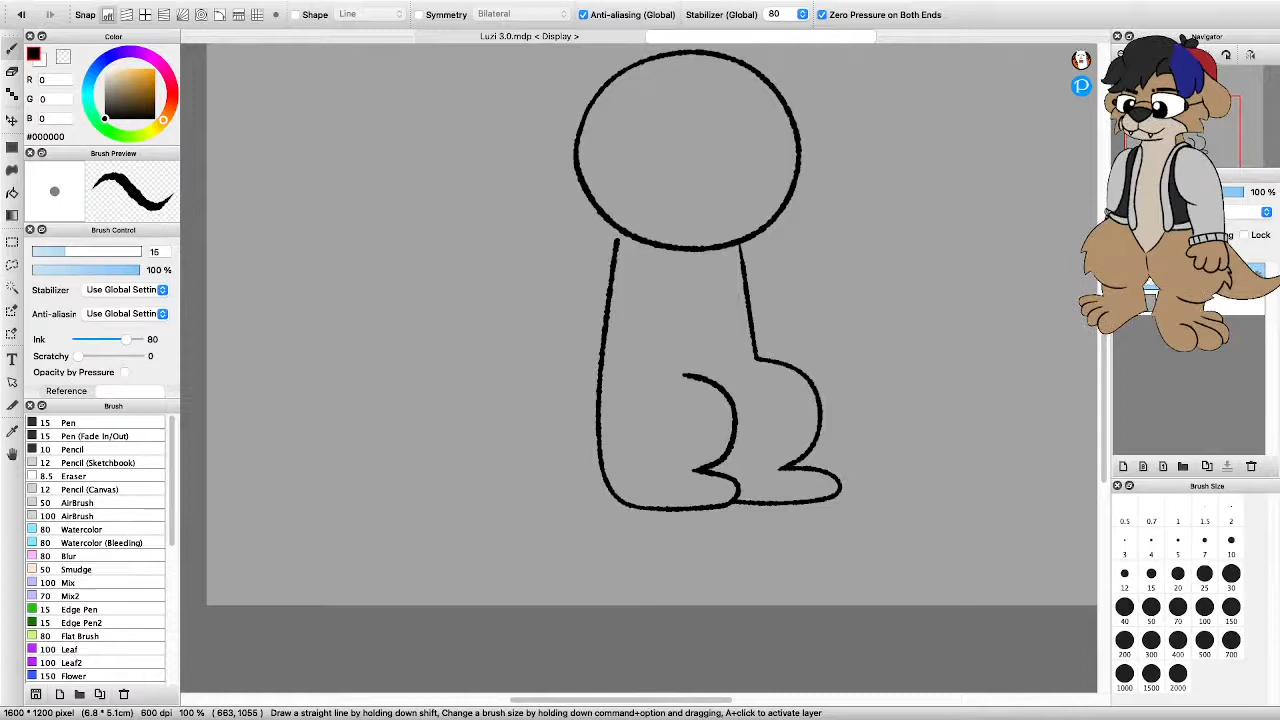 Snap
Shape
Line
Symmetry
Bilateral
Anti-aliasing (Global)
Stabilizer (Global)
80
Zero Pressure on Both Ends
Color
Luzi 3.0.mdp < Display >
Navigator
R 0
G 0
B 0
#000000
Brush Preview
Brush Control
15
100 %
Stabilizer
Use Global Settin
Anti-aliasin
Use Global Settin
Ink
80
Scratchy
0
Opacity by Pressure
Reference
Brush
15 Pen
15 Pen (Fade In/Out)
10 Pencil
12 Pencil (Sketchbook)
8.5 Eraser
12 Pencil (Canvas)
50 AirBrush
100 AirBrush
80 Watercolor
80 Watercolor (Bleeding)
80 Blur
50 Smudge
100 Mix
70 Mix2
15 Edge Pen
15 Edge Pen2
80 Flat Brush
100 Leaf
100 Leaf2
150 Flower
100 %
Lock
Brush Size
0.5 0.7 1 1.5 2
3 4 5 7 10
12 15 20 25 30
40 50 70 100 150
200 300 400 500 700
1000 1500 2000
1600 * 1200 pixel (6.8 * 5.1cm) 600 dpi 100 % ( 663, 1055 ) Draw a straight line by holding down shift, Change a brush size by holding down command+option and dragging, A+click to activate layer